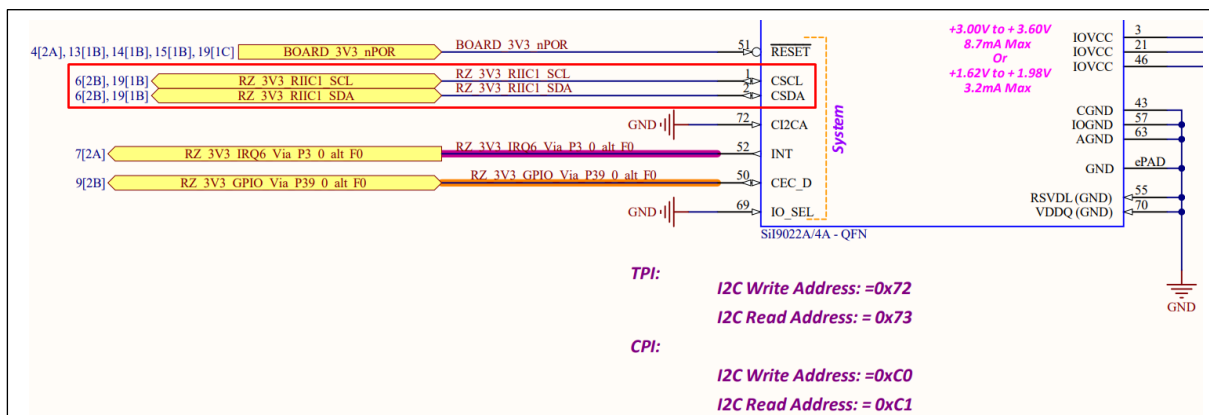 +3.00V to + 3.60V
8.7mA Max
Or
+1.62V to + 1.98V
3.2mA Max
4[2A], 13[1B], 14[1B], 15[1B], 19[1C] BOARD_3V3_nPOR BOARD_3V3_nPOR 51 RESET
6[2B], 19[1B] RZ_3V3_RIIC1_SCL RZ_3V3_RIIC1_SCL 1 CSCL
6[2B], 19[1B] RZ_3V3_RIIC1_SDA RZ_3V3_RIIC1_SDA 2 CSDA
GND 72 CI2CA
7[2A] RZ_3V3_IRQ6_Via_P3_0_alt_F0 RZ_3V3_IRQ6_Via_P3_0_alt_F0 52 INT
9[2B] RZ_3V3_GPIO_Via_P39_0_alt_F0 RZ_3V3_GPIO_Via_P39_0_alt_F0 50 CEC_D
GND 69 IO_SEL
System
IOVCC 3
IOVCC 21
IOVCC 46
CGND 43
IOGND 57
AGND 63
GND ePAD
RSVDL (GND) 55
VDDQ (GND) 70
GND
SiI9022A/4A - QFN
TPI:
I2C Write Address: =0x72
I2C Read Address: = 0x73
CPI:
I2C Write Address: =0xC0
I2C Read Address: = 0xC1